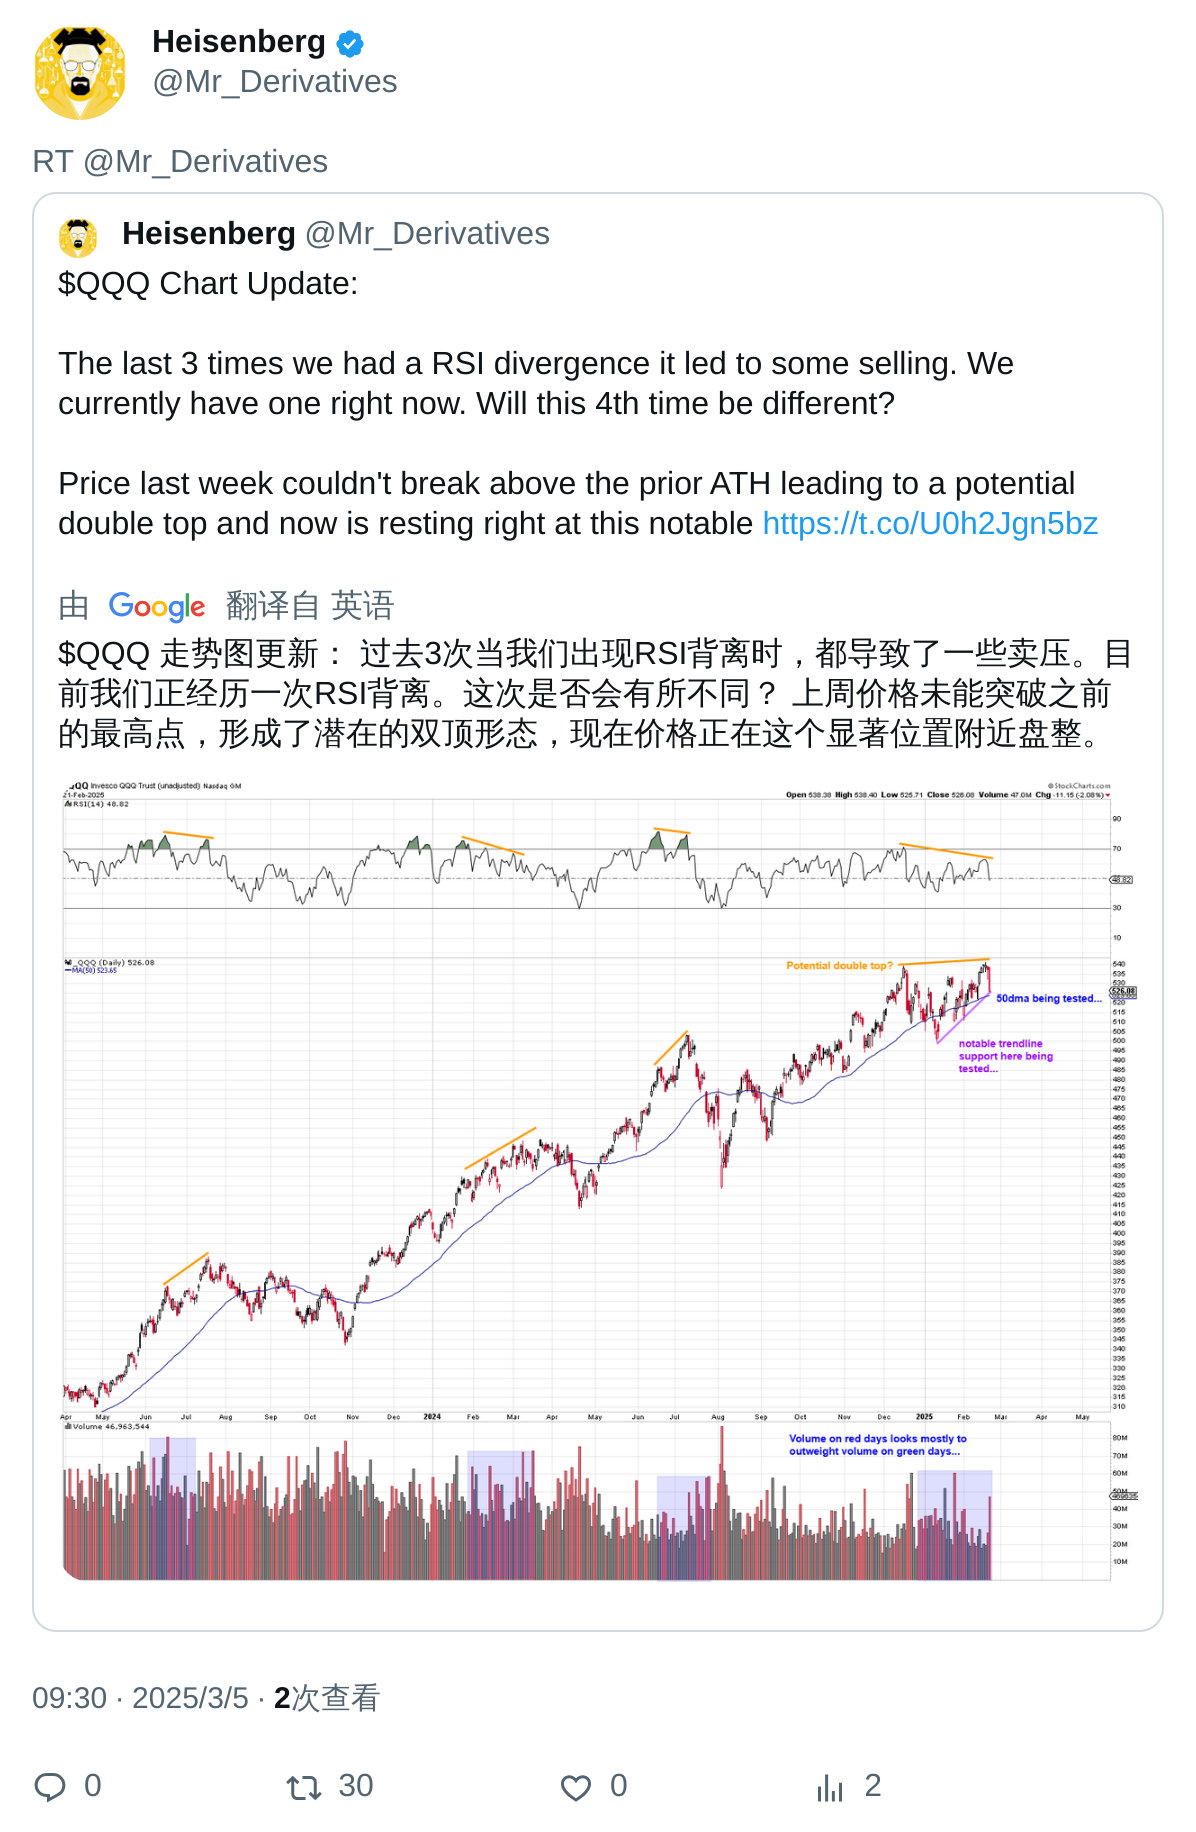 Heisenberg
@Mr_Derivatives
RT @Mr_Derivatives
Heisenberg @Mr_Derivatives
$QQQ Chart Update:
The last 3 times we had a RSI divergence it led to some selling. We
currently have one right now. Will this 4th time be different?
Price last week couldn't break above the prior ATH leading to a potential
double top and now is resting right at this notable https://t.co/U0h2Jgn5bz
由 Google 翻译自 英语
$QQQ 走势图更新： 过去3次当我们出现RSI背离时，都导致了一些卖压。目
前我们正经历一次RSI背离。这次是否会有所不同？ 上周价格未能突破之前
的最高点，形成了潜在的双顶形态，现在价格正在这个显著位置附近盘整。
QQQ Invesco QQQ Trust (unadjusted) Nasdaq GM
© StockCharts.com
21-Feb-2025
Open 538.38 High 538.40 Low 525.71 Close 526.08 Volume 47.0M Chg -11.15 (-2.08%)
RSI(14) 48.82
90
70
48.82
30
10
QQQ (Daily) 526.08
MA(50) 523.65
Potential double top?
50dma being tested...
notable trendline
support here being
tested...
540
535
530
526.08
520
515
510
505
500
495
490
485
480
475
470
465
460
455
450
445
440
435
430
425
420
415
410
405
400
395
390
385
380
375
370
365
360
355
350
345
340
335
330
325
320
315
310
Apr May Jun Jul Aug Sep Oct Nov Dec 2024 Feb Mar Apr May Jun Jul Aug Sep Oct Nov Dec 2025 Feb Mar Apr May
Volume 46,963,544
Volume on red days looks mostly to
outweight volume on green days...
80M
70M
60M
50M
40M
30M
20M
10M
09:30 · 2025/3/5 · 2次查看
0 30 0 2